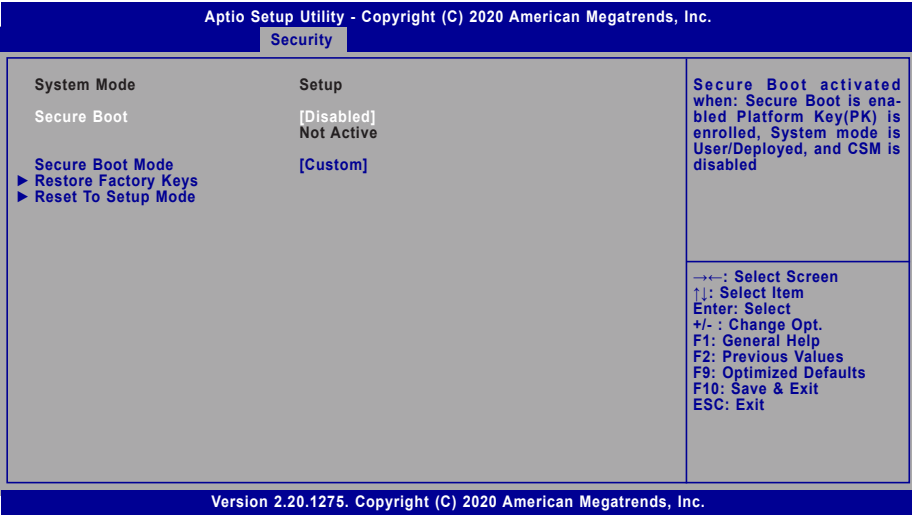 Aptio Setup Utility - Copyright (C) 2020 American Megatrends, Inc.
Security
System Mode Setup
Secure Boot [Disabled]
Not Active
Secure Boot Mode [Custom]
► Restore Factory Keys
► Reset To Setup Mode
Secure Boot activated
when: Secure Boot is ena-
bled Platform Key(PK) is
enrolled, System mode is
User/Deployed, and CSM is
disabled
→←: Select Screen
↑↓: Select Item
Enter: Select
+/- : Change Opt.
F1: General Help
F2: Previous Values
F9: Optimized Defaults
F10: Save & Exit
ESC: Exit
Version 2.20.1275. Copyright (C) 2020 American Megatrends, Inc.